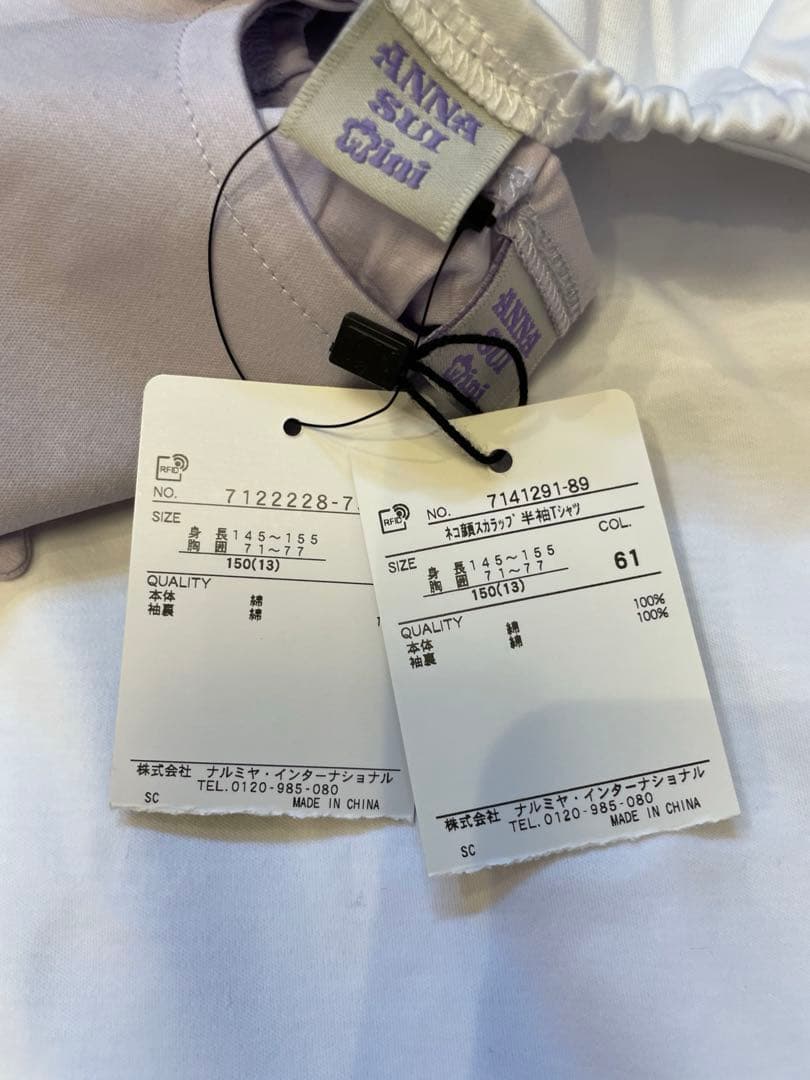 ANNA
SUI
mini
ANNA
SUI
mini
RFID
NO. 7122228-7
SIZE
身長 145～155
胸囲 71～77
150(13)
QUALITY
本体 綿
袖裏 綿
株式会社 ナルミヤ・インターナショナル
TEL.0120-985-080
SC MADE IN CHINA
RFID
NO. 7141291-89
ネコ顔スカラップ 半袖Tシャツ
SIZE
身長 145～155
胸囲 71～77
150(13)
COL.
61
QUALITY
本体 綿 100%
袖裏 綿 100%
株式会社 ナルミヤ・インターナショナル
TEL.0120-985-080
SC MADE IN CHINA